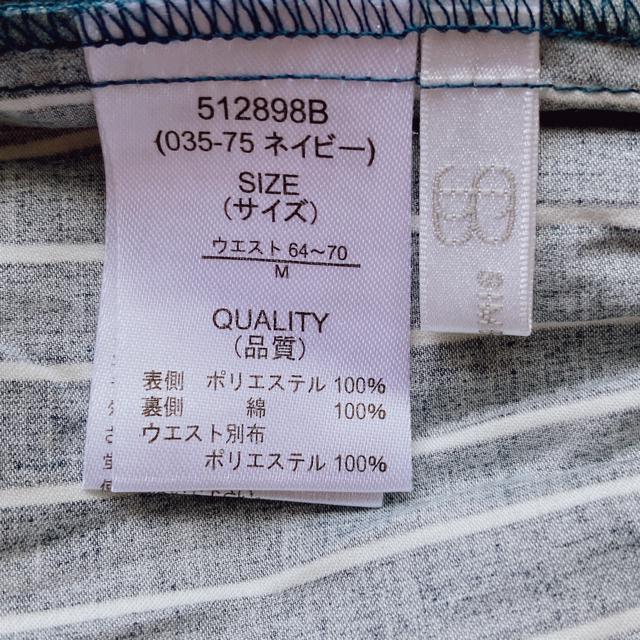 512898B
(035-75 ネイビー)
SIZE
(サイズ)
ウエスト 64～70
M
QUALITY
(品質)
表側 ポリエステル 100%
裏側 綿 100%
ウエスト別布
ポリエステル 100%